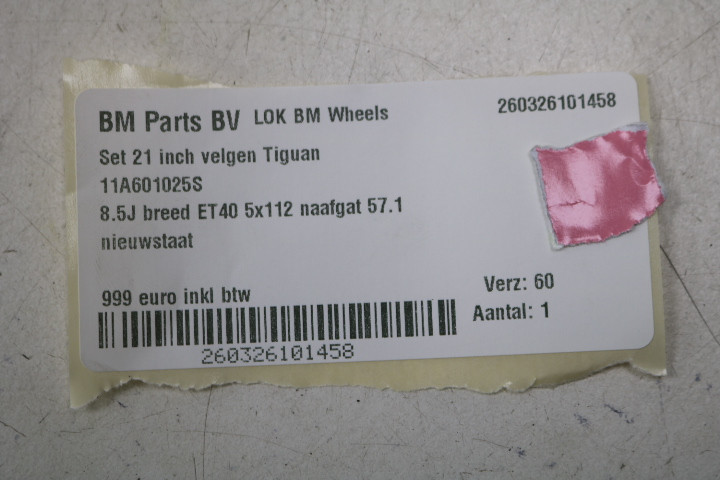 BM Parts BV LOK BM Wheels 260326101458
Set 21 inch velgen Tiguan
11A601025S
8.5J breed ET40 5x112 naafgat 57.1
nieuwstaat
999 euro inkl btw Verz: 60
Aantal: 1
260326101458